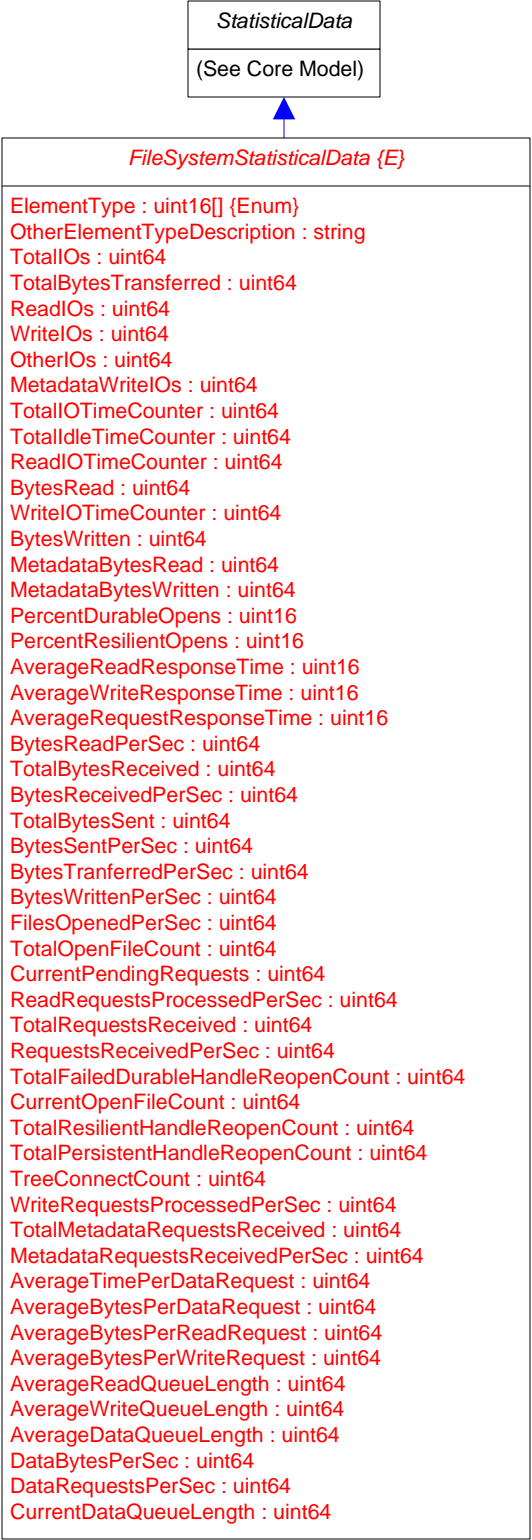 StatisticalData
(See Core Model)
FileSystemStatisticalData {E}
ElementType : uint16[] {Enum}
OtherElementTypeDescription : string
TotalIOs : uint64
TotalBytesTransferred : uint64
ReadIOs : uint64
WriteIOs : uint64
OtherIOs : uint64
MetadataWriteIOs : uint64
TotalIOTimeCounter : uint64
TotalIdleTimeCounter : uint64
ReadIOTimeCounter : uint64
BytesRead : uint64
WriteIOTimeCounter : uint64
BytesWritten : uint64
MetadataBytesRead : uint64
MetadataBytesWritten : uint64
PercentDurableOpens : uint16
PercentResilientOpens : uint16
AverageReadResponseTime : uint16
AverageWriteResponseTime : uint16
AverageRequestResponseTime : uint16
BytesReadPerSec : uint64
TotalBytesReceived : uint64
BytesReceivedPerSec : uint64
TotalBytesSent : uint64
BytesSentPerSec : uint64
BytesTranferredPerSec : uint64
BytesWrittenPerSec : uint64
FilesOpenedPerSec : uint64
TotalOpenFileCount : uint64
CurrentPendingRequests : uint64
ReadRequestsProcessedPerSec : uint64
TotalRequestsReceived : uint64
RequestsReceivedPerSec : uint64
TotalFailedDurableHandleReopenCount : uint64
CurrentOpenFileCount : uint64
TotalResilientHandleReopenCount : uint64
TotalPersistentHandleReopenCount : uint64
TreeConnectCount : uint64
WriteRequestsProcessedPerSec : uint64
TotalMetadataRequestsReceived : uint64
MetadataRequestsReceivedPerSec : uint64
AverageTimePerDataRequest : uint64
AverageBytesPerDataRequest : uint64
AverageBytesPerReadRequest : uint64
AverageBytesPerWriteRequest : uint64
AverageReadQueueLength : uint64
AverageWriteQueueLength : uint64
AverageDataQueueLength : uint64
DataBytesPerSec : uint64
DataRequestsPerSec : uint64
CurrentDataQueueLength : uint64